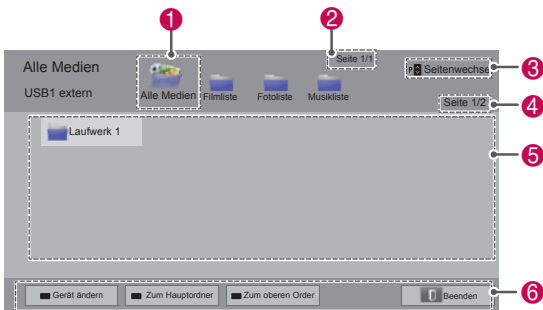 1
2
Alle Medien
Seite 1/1
P Seitenwechse
3
USB1 extern
Alle Medien
Filmliste
Fotoliste
Musikliste
Seite 1/2
4
Laufwerk 1
5
Gerät ändern
Zum Hauptordner
Zum oberen Order
Beenden
6